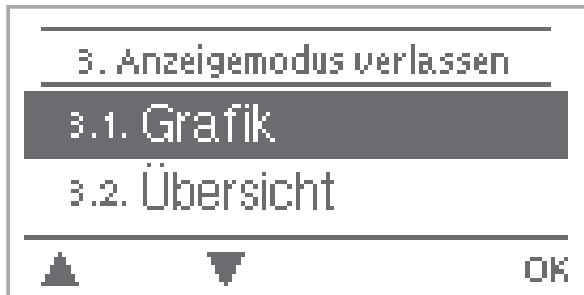 3. Anzeigemodus verlassen
3.1. Grafik
3.2. Übersicht
OK